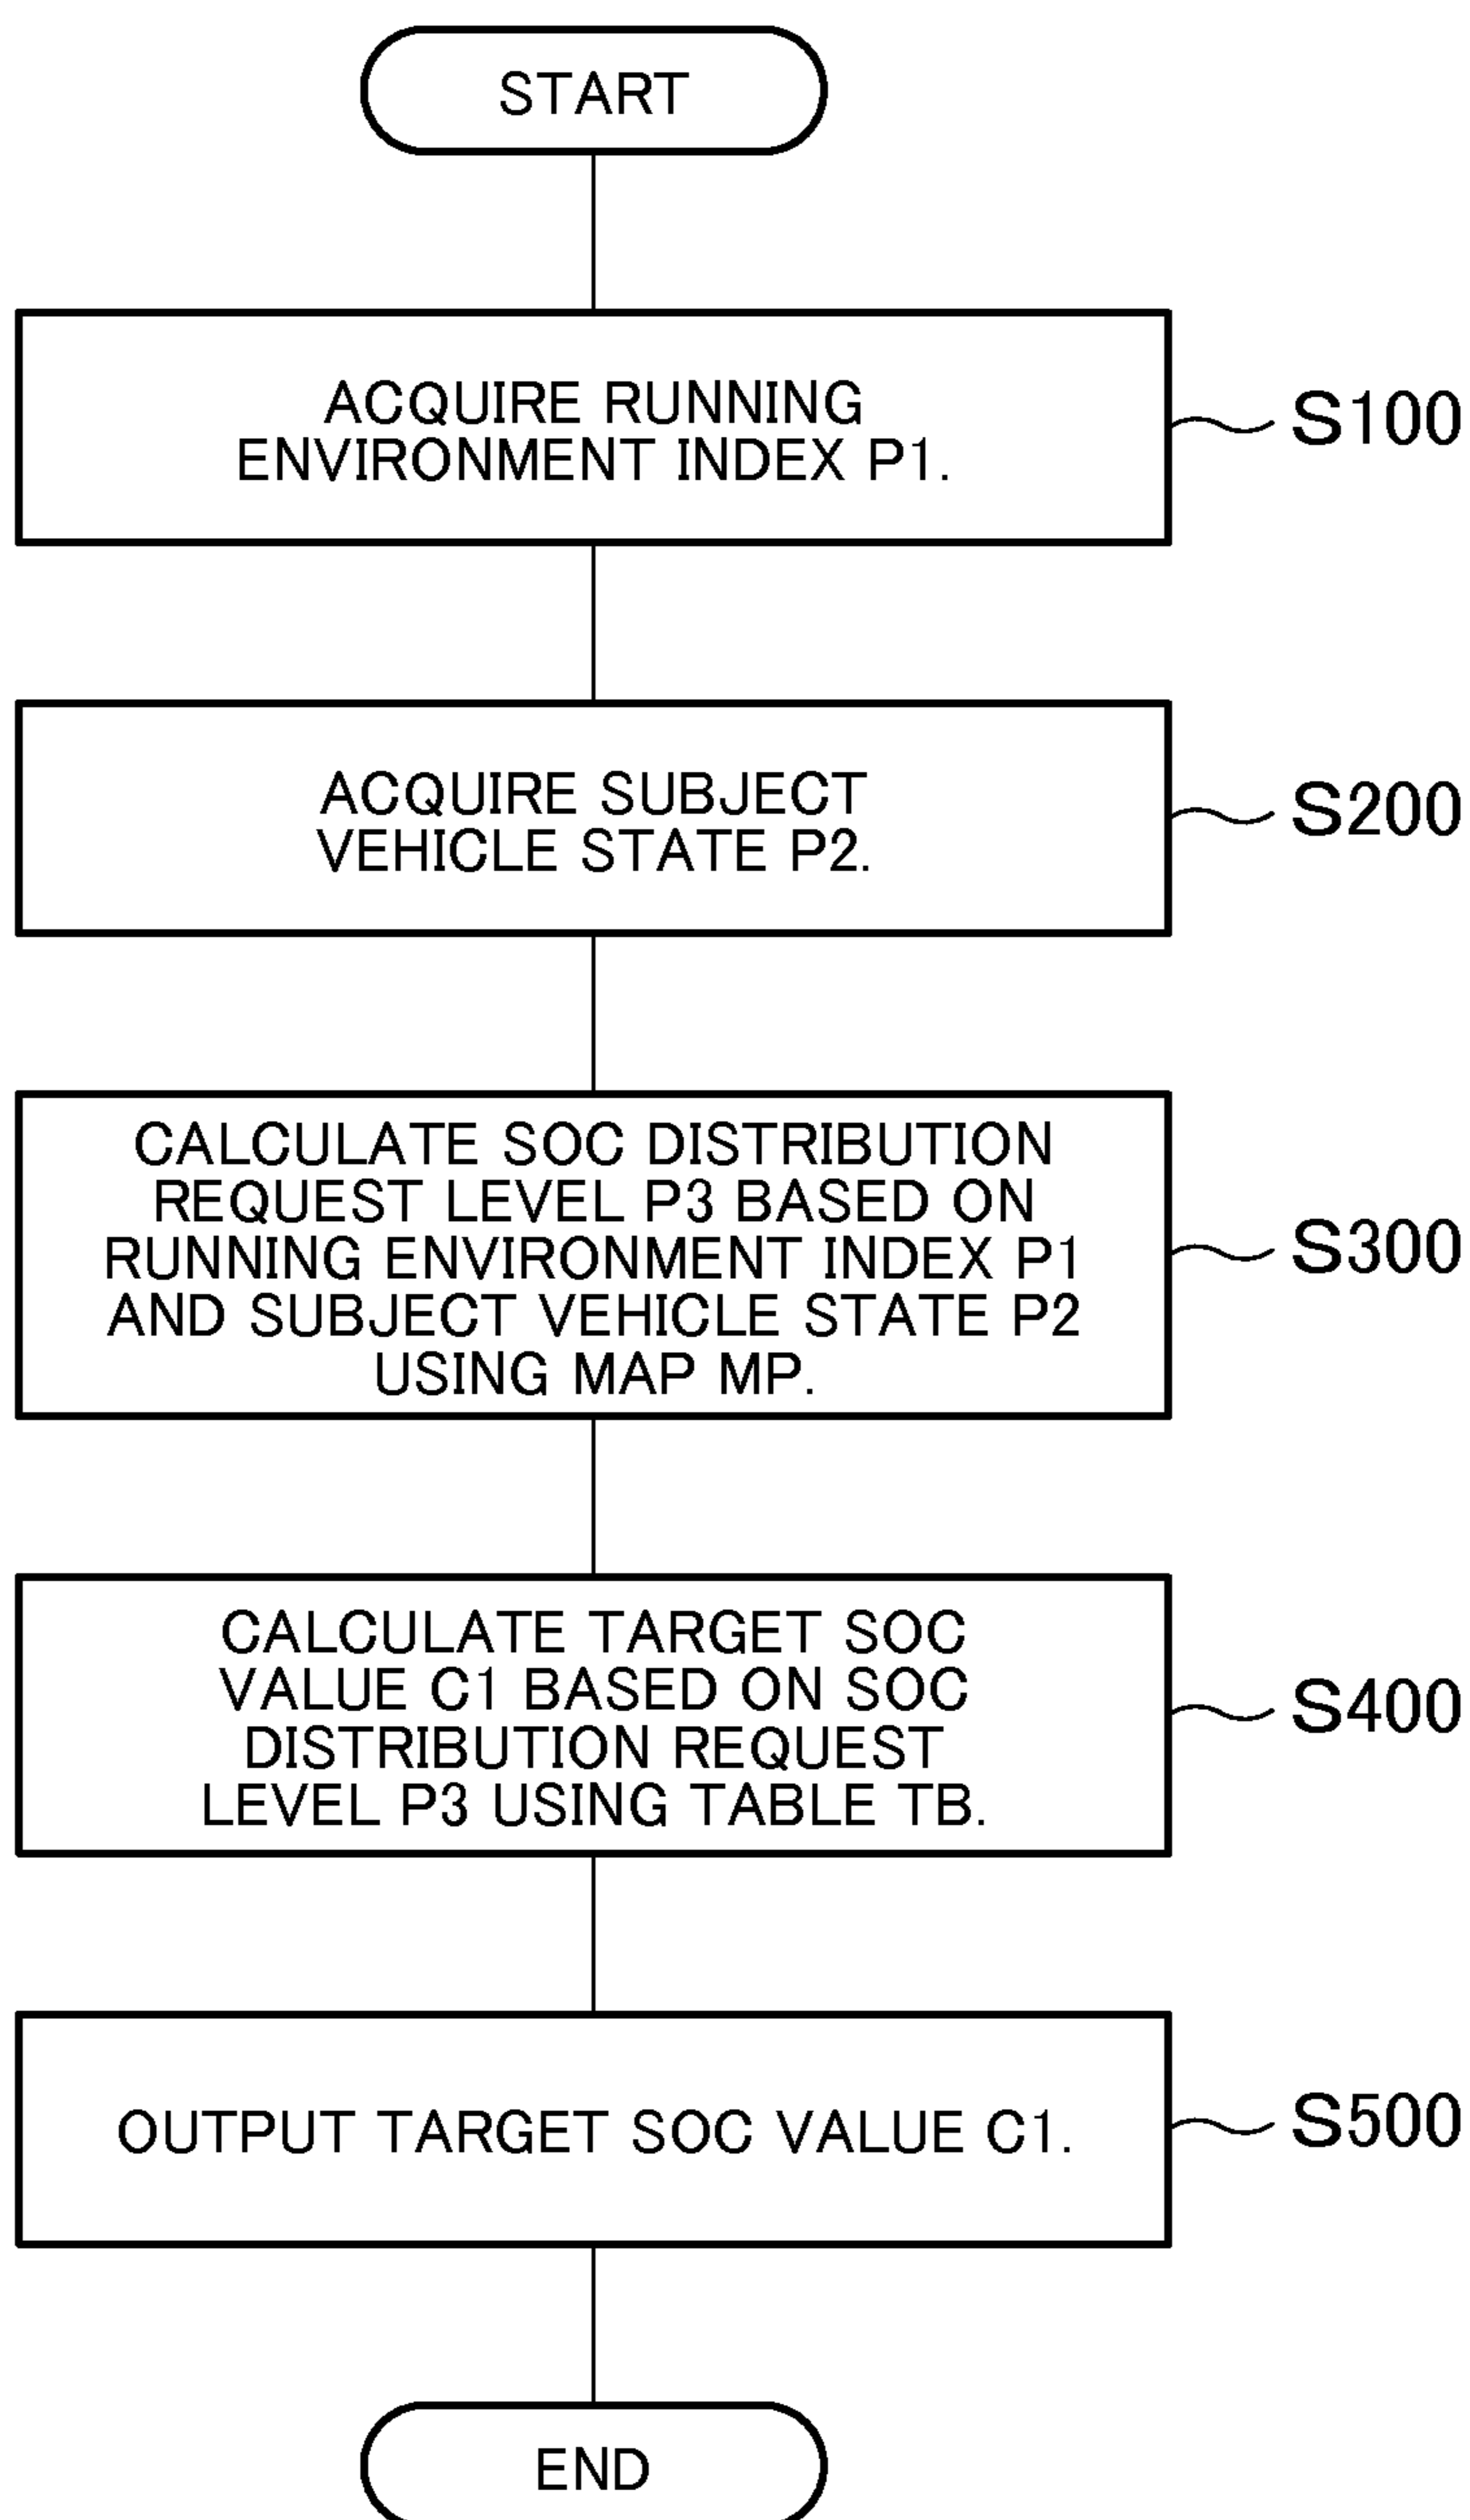 START
ACQUIRE RUNNING
ENVIRONMENT INDEX P1.
S100
ACQUIRE SUBJECT
VEHICLE STATE P2.
S200
CALCULATE SOC DISTRIBUTION
REQUEST LEVEL P3 BASED ON
RUNNING ENVIRONMENT INDEX P1
AND SUBJECT VEHICLE STATE P2
USING MAP MP.
S300
CALCULATE TARGET SOC
VALUE C1 BASED ON SOC
DISTRIBUTION REQUEST
LEVEL P3 USING TABLE TB.
S400
OUTPUT TARGET SOC VALUE C1.
S500
END